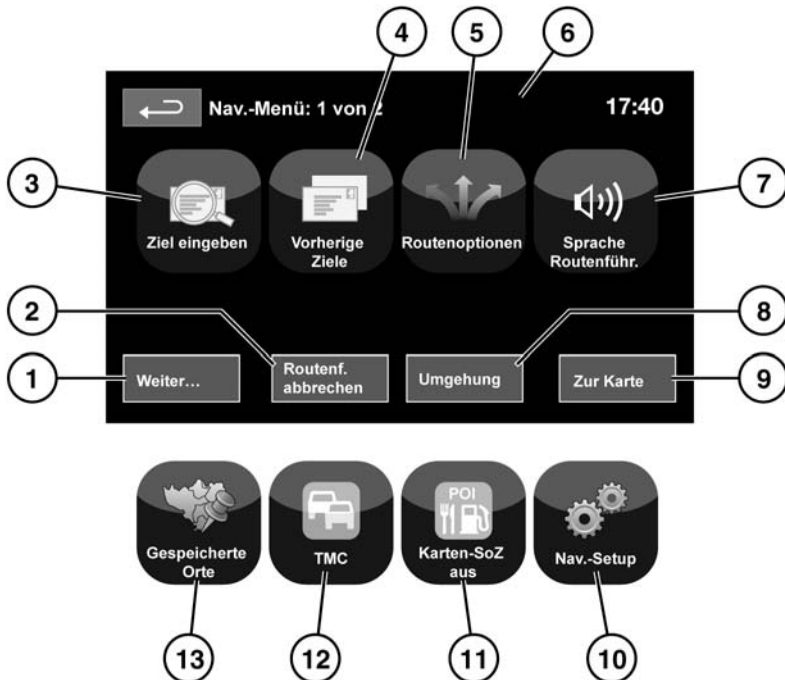 4
5
6
Nav.-Menü: 1 von 2
17:40
3
7
Ziel eingeben
Vorherige
Ziele
Routenoptionen
Sprache
Routenführ.
2
8
1
Weiter...
Routenf.
abbrechen
Umgehung
Zur Karte
9
POI
Gespeicherte
Orte
TMC
Karten-SoZ
aus
Nav.-Setup
13
12
11
10